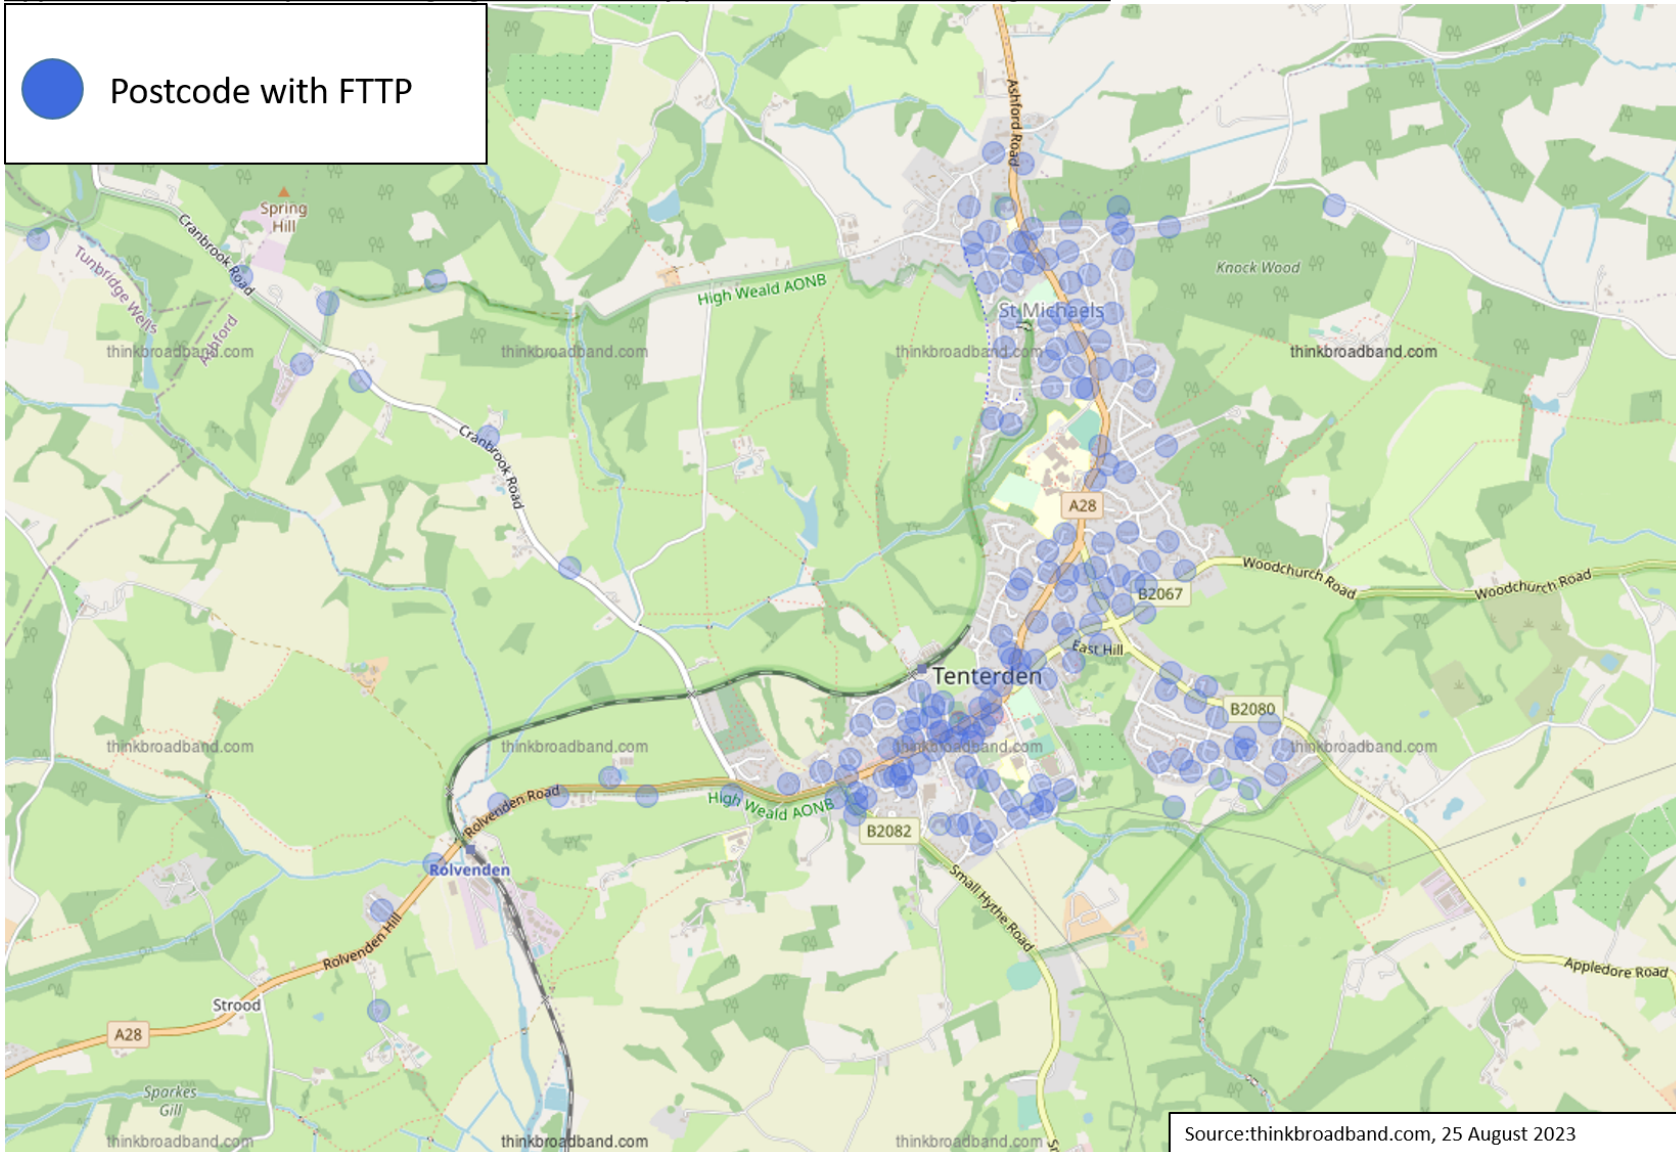 Postcode with FTTP
Ashford Road
Spring
Hill
Cranbrook Road
Tunbridge Wells
Ashford
High Weald AONB
Knock Wood
St Michaels
thinkbroadband.com
thinkbroadband.com
thinkbroadband.com
thinkbroadband.com
Cranbrook Road
A28
Woodchurch Road
Woodchurch Road
B2067
East Hill
Tenterden
B2080
thinkbroadband.com
thinkbroadband.com
thinkbroadband.com
thinkbroadband.com
Rolvenden Road
High Weald AONB
B2082
Rolvenden
Small Hythe Road
Rolvenden Hill
Appledore Road
Strood
A28
Sparkes
Gill
thinkbroadband.com
thinkbroadband.com
thinkbroadband.com
Source:thinkbroadband.com, 25 August 2023